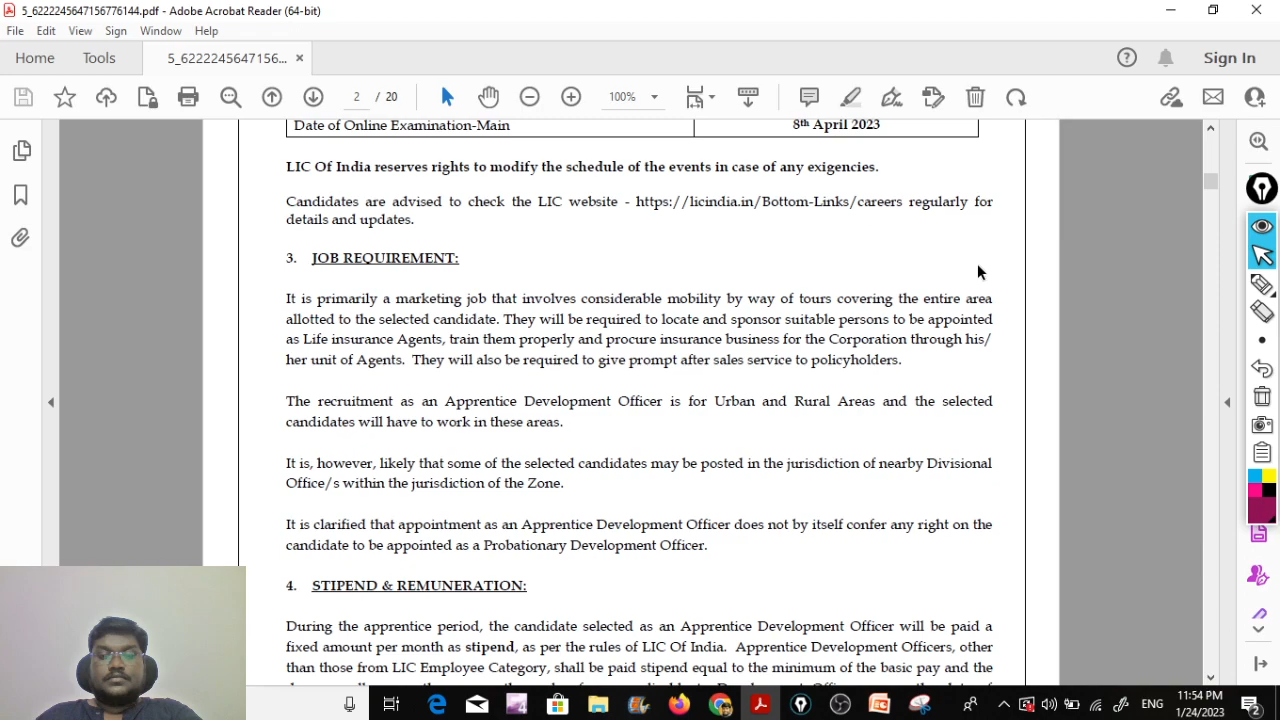 5_6222245647156776144.pdf - Adobe Acrobat Reader (64-bit)
File Edit View Sign Window Help
Home Tools 5_6222245647156... × Sign In
2 / 20 100%
Date of Online Examination-Main 8th April 2023
LIC Of India reserves rights to modify the schedule of the events in case of any exigencies.
Candidates are advised to check the LIC website - https://licindia.in/Bottom-Links/careers regularly for
details and updates.
3. JOB REQUIREMENT:
It is primarily a marketing job that involves considerable mobility by way of tours covering the entire area
allotted to the selected candidate. They will be required to locate and sponsor suitable persons to be appointed
as Life insurance Agents, train them properly and procure insurance business for the Corporation through his/
her unit of Agents. They will also be required to give prompt after sales service to policyholders.
The recruitment as an Apprentice Development Officer is for Urban and Rural Areas and the selected
candidates will have to work in these areas.
It is, however, likely that some of the selected candidates may be posted in the jurisdiction of nearby Divisional
Office/s within the jurisdiction of the Zone.
It is clarified that appointment as an Apprentice Development Officer does not by itself confer any right on the
candidate to be appointed as a Probationary Development Officer.
4. STIPEND & REMUNERATION:
During the apprentice period, the candidate selected as an Apprentice Development Officer will be paid a
fixed amount per month as stipend, as per the rules of LIC Of India. Apprentice Development Officers, other
than those from LIC Employee Category, shall be paid stipend equal to the minimum of the basic pay and the
ENG
11:54 PM
1/24/2023
2